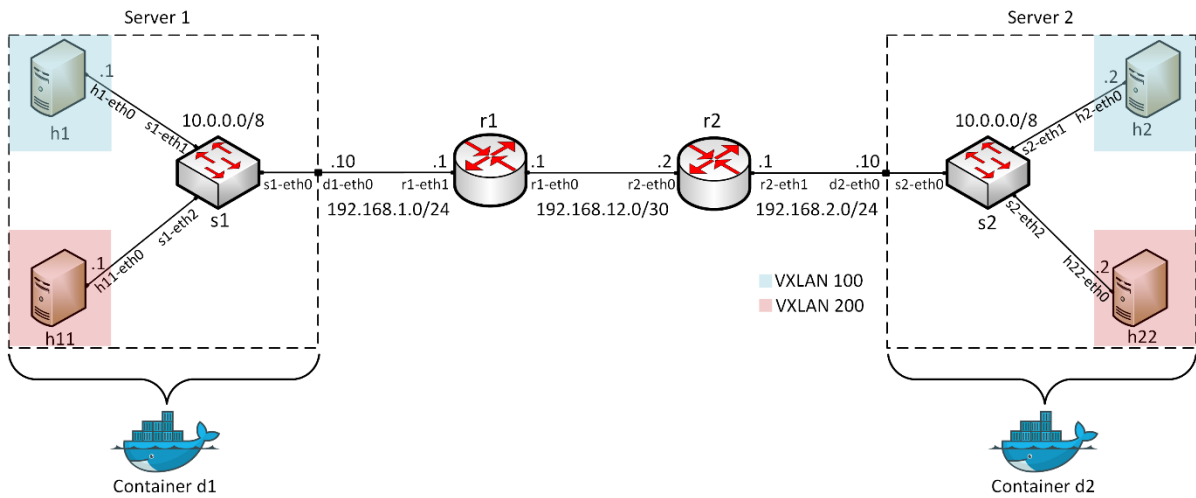 Server 1
Server 2
.1
h1-eth0
h1
s1-eth1
10.0.0.0/8
s1-eth0
s1
s1-eth2
.1
h11-eth0
h11
.10
d1-eth0
192.168.1.0/24
r1
.1
r1-eth1
.1
r1-eth0
192.168.12.0/30
r2
.2
r2-eth0
.1
r2-eth1
192.168.2.0/24
.10
d2-eth0
10.0.0.0/8
s2-eth0
s2
s2-eth1
.2
h2-eth0
h2
s2-eth2
.2
h22-eth0
h22
VXLAN 100
VXLAN 200
Container d1
Container d2